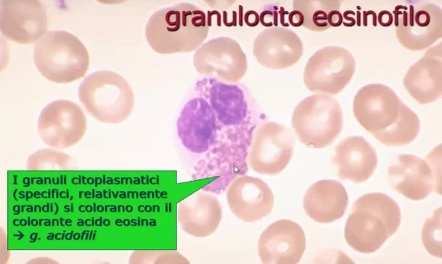 granulocito eosinofilo
I granuli citoplasmatici
(specifici, relativamente
grandi) si colorano con il
colorante acido eosina
→ g. acidofili